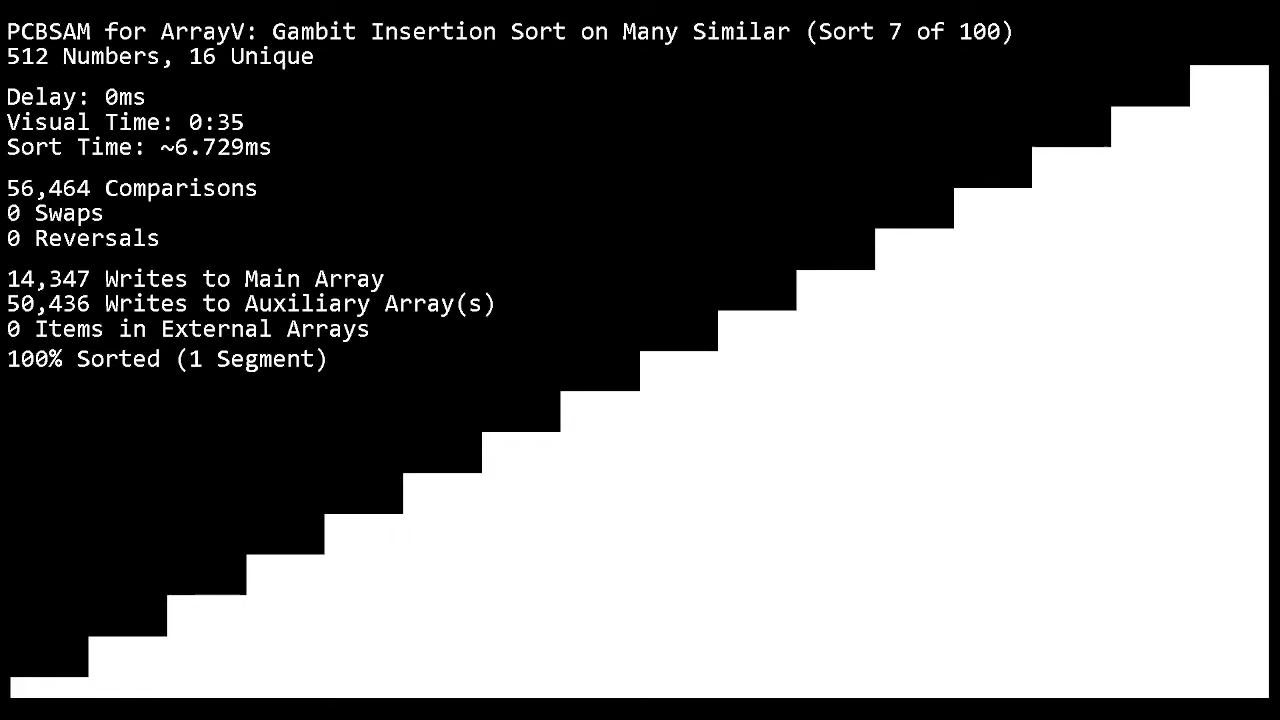 PCBSAM for ArrayV: Gambit Insertion Sort on Many Similar (Sort 7 of 100)
512 Numbers, 16 Unique
Delay: 0ms
Visual Time: 0:35
Sort Time: ~6.729ms
56,464 Comparisons
0 Swaps
0 Reversals
14,347 Writes to Main Array
50,436 Writes to Auxiliary Array(s)
0 Items in External Arrays
100% Sorted (1 Segment)